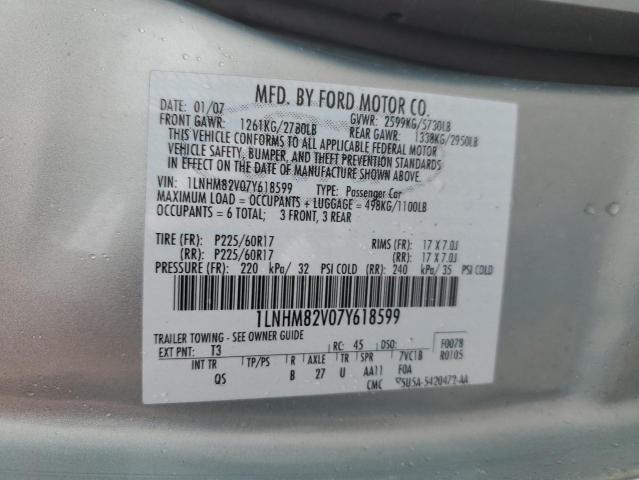 MFD. BY FORD MOTOR CO.
DATE: 01/07 GVWR: 2599KG/5730LB
FRONT GAWR: 1261KG/2780LB REAR GAWR: 1338KG/2950LB
THIS VEHICLE CONFORMS TO ALL APPLICABLE FEDERAL MOTOR
VEHICLE SAFETY, BUMPER, AND THEFT PREVENTION STANDARDS
IN EFFECT ON THE DATE OF MANUFACTURE SHOWN ABOVE.
VIN: 1LNHM82V07Y618599 TYPE: Passenger Car
MAXIMUM LOAD = OCCUPANTS + LUGGAGE = 498KG/1100LB
OCCUPANTS = 6 TOTAL; 3 FRONT, 3 REAR
TIRE (FR): P225/60R17 RIMS (FR): 17 X 7.0J
(RR): P225/60R17 (RR): 17 X 7.0J
PRESSURE (FR): 220 kPa/ 32 PSI COLD (RR): 240 kPa/ 35 PSI COLD
1LNHM82V07Y618599
TRAILER TOWING - SEE OWNER GUIDE
EXT PNT: T3 RC: 45 DSO: F0078
INT TR TP/PS R AXLE TR SPR 7YC1B R0105
QS B 27 U AA11 F0A
CMC 5U5A-5420472-AA